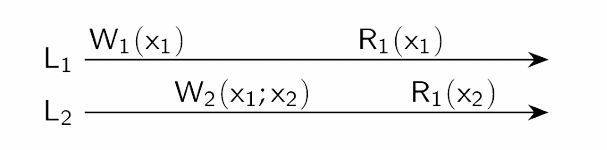 L₁ W₁(x₁) R₁(x₁)
L₂ W₂(x₁;x₂) R₁(x₂)